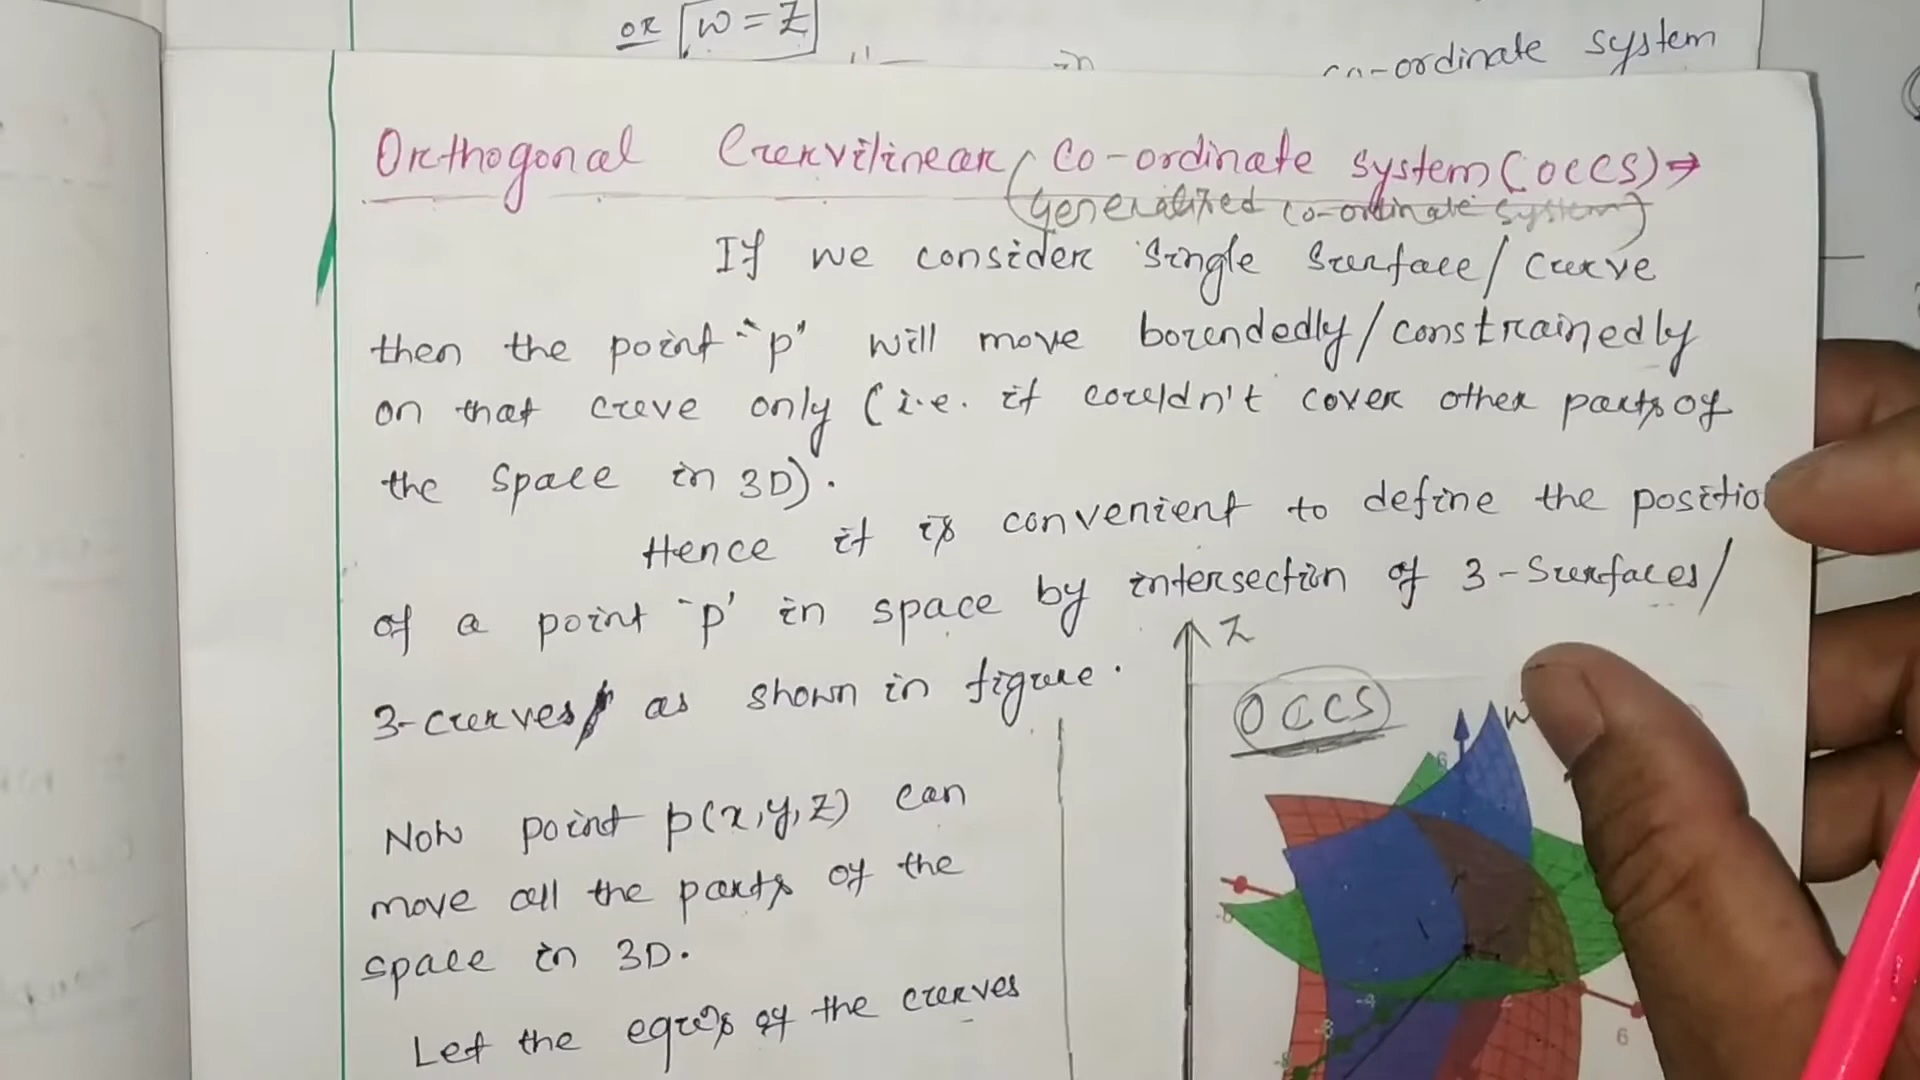 or w = z
co-ordinate system
Orthogonal Curvilinear Co-ordinate system (OCCS) ⇒
(Generalized co-ordinate system)
If we consider single surface / curve
then the point "p" will move boundedly / constrainedly
on that curve only (i.e. it couldn't cover other parts of
the space in 3D).
Hence it is convenient to define the positio
of a point 'p' in space by intersection of 3-surfaces /
3-curves as shown in figure.
Z
OCCS
W
6
Now point p(x,y,z) can
move all the parts of the
space in 3D.
6
Let the eqn's of the curves